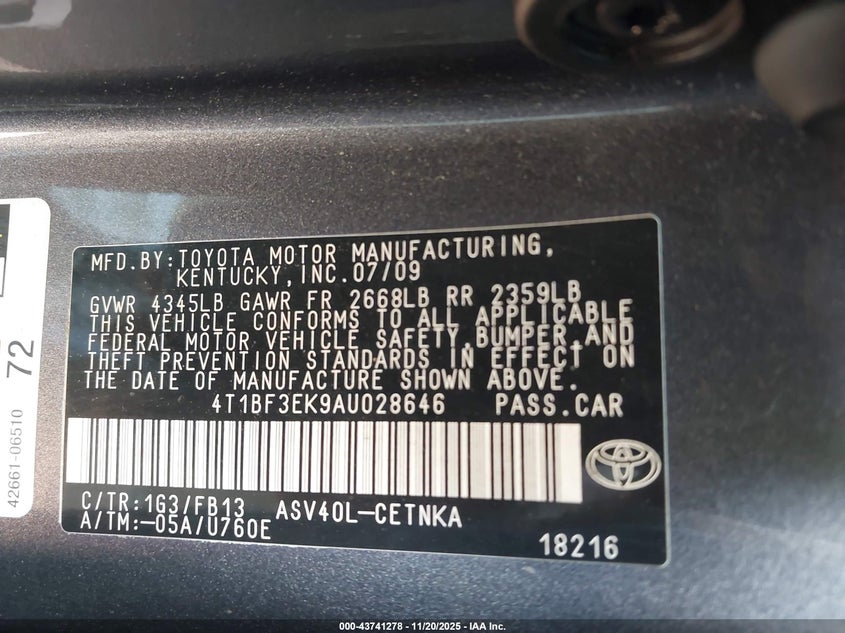 MFD.BY:TOYOTA MOTOR MANUFACTURING,
KENTUCKY,INC.07/09
GVWR 4345LB GAWR FR 2668LB RR 2359LB
THIS VEHICLE CONFORMS TO ALL APPLICABLE
FEDERAL MOTOR VEHICLE SAFETY,BUMPER,AND
THEFT PREVENTION STANDARDS IN EFFECT ON
THE DATE OF MANUFACTURE SHOWN ABOVE.
4T1BF3EK9AU028646 PASS.CAR
C/TR:1G3/FB13 ASV40L-CETNKA
A/TM:-05A/U760E
18216
42661-06510
72
000-43741278 - 11/20/2025 - IAA Inc.